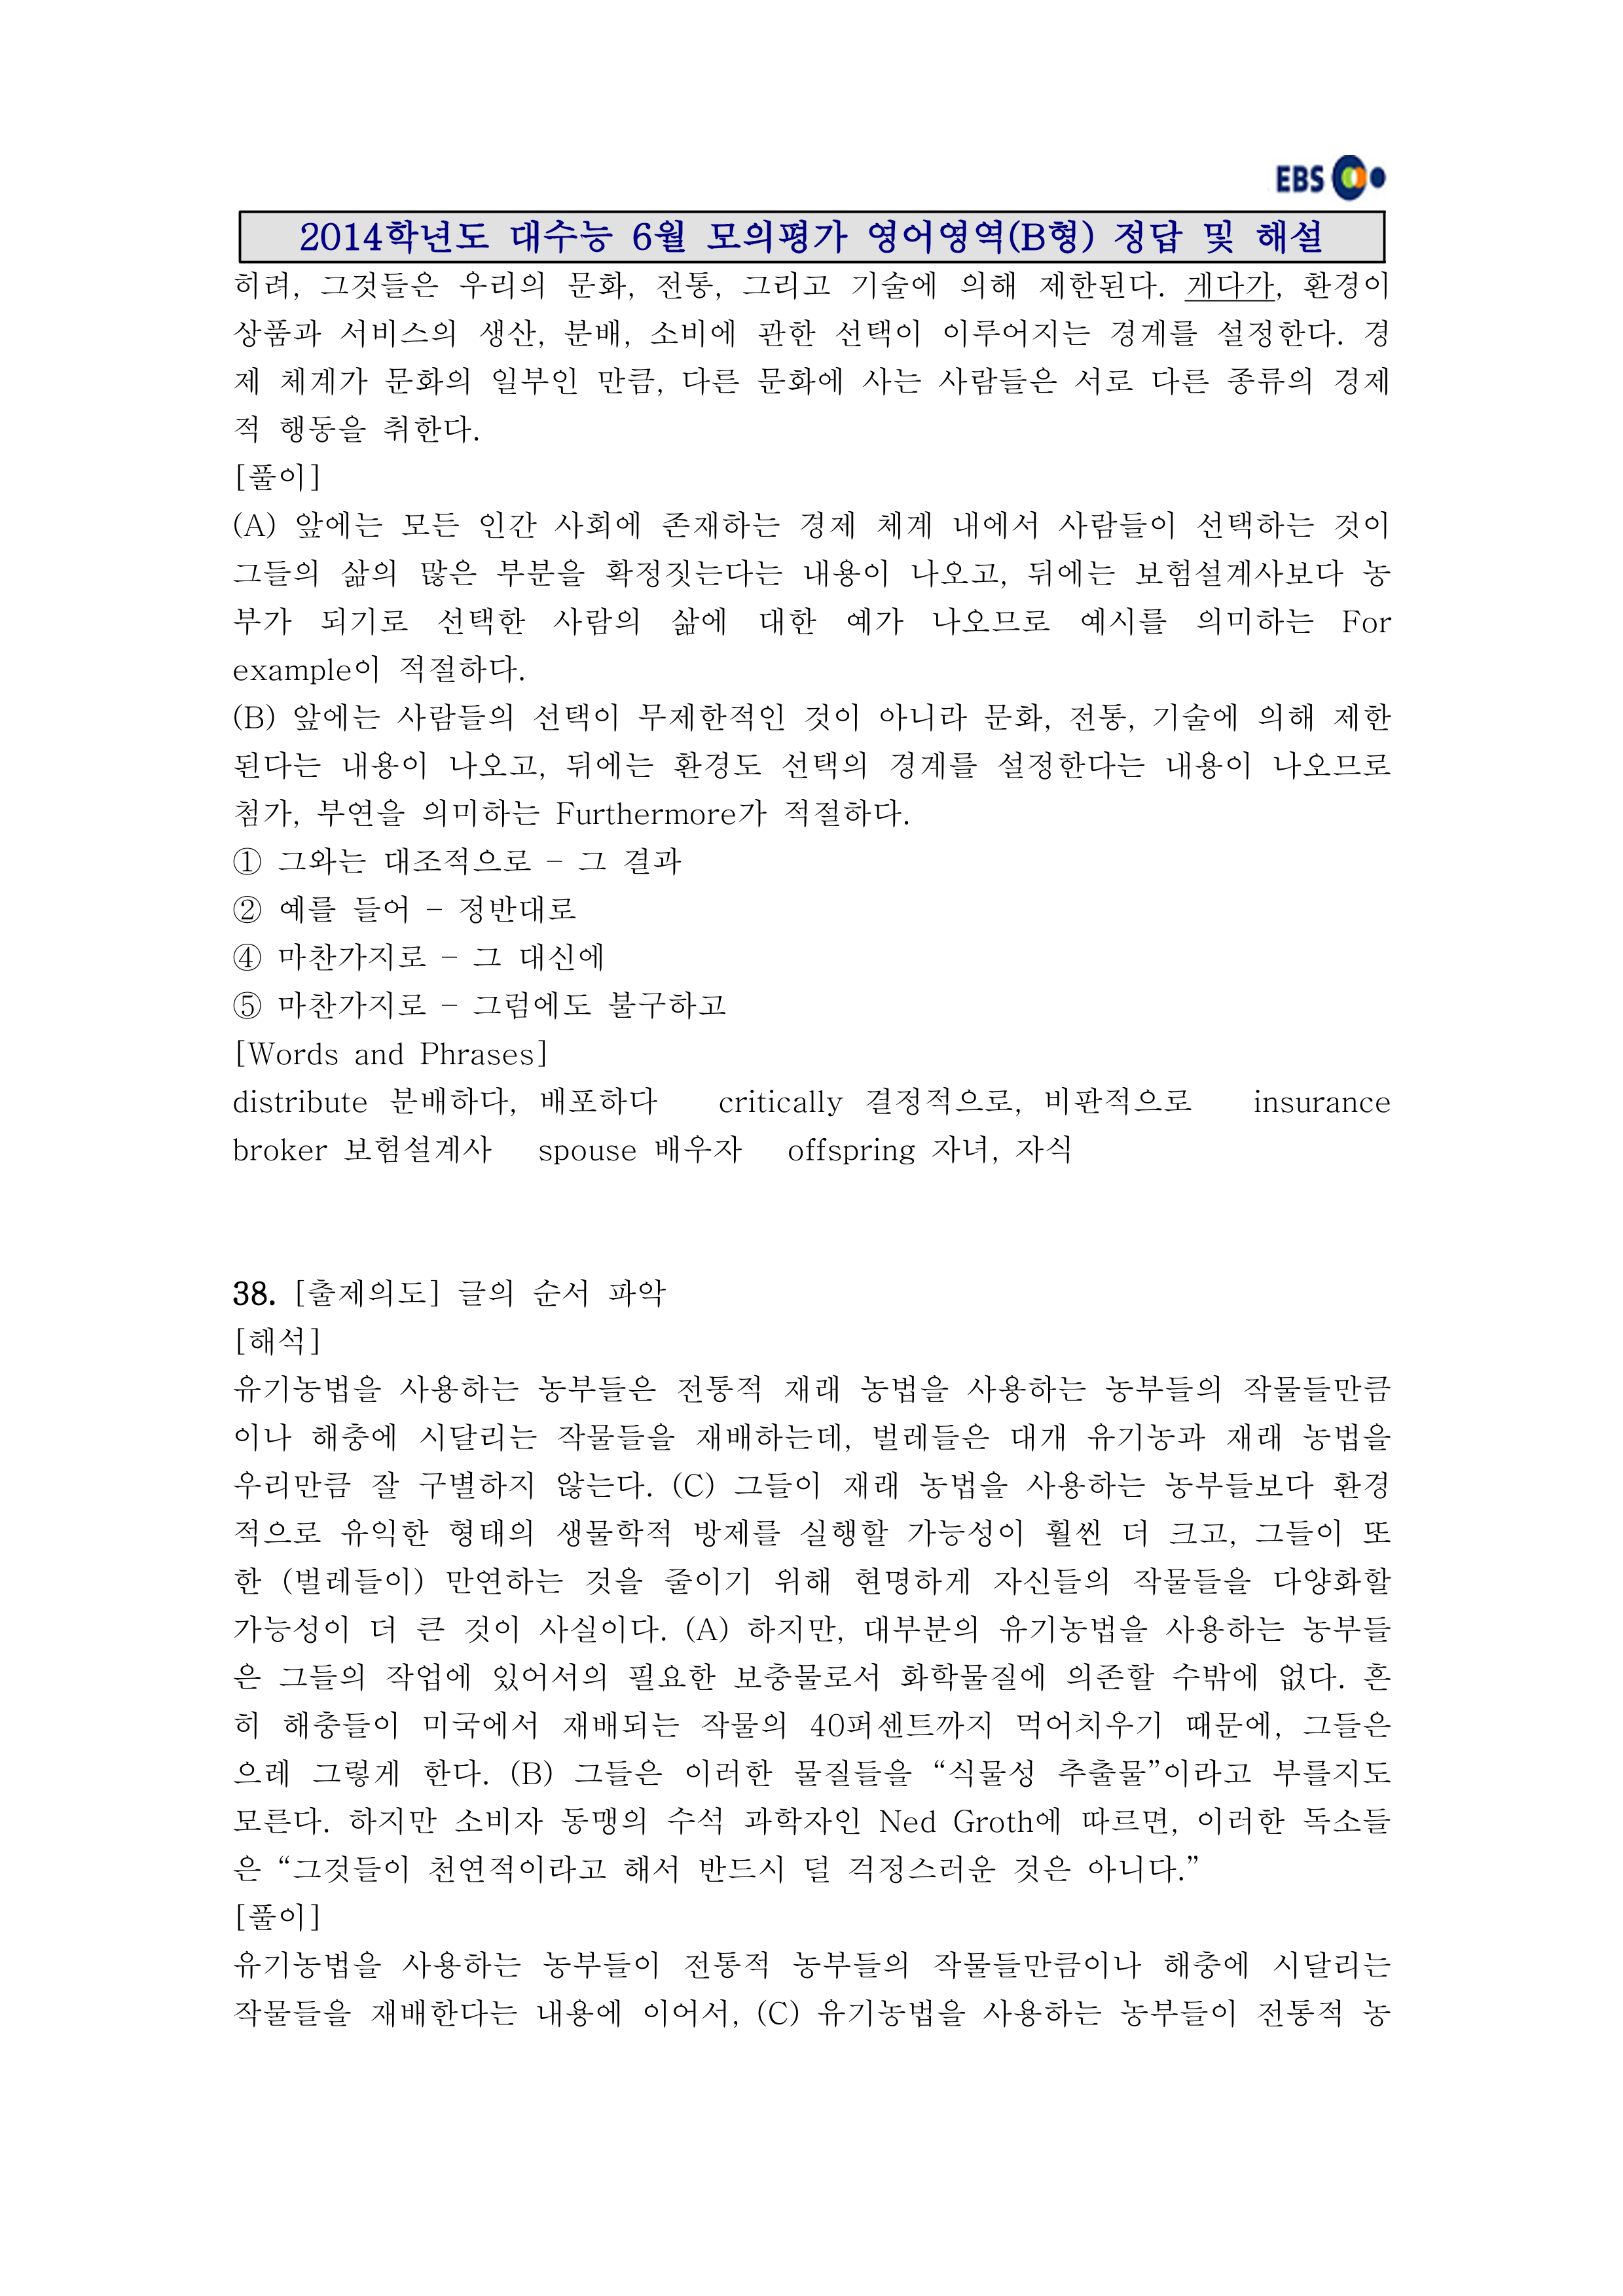 EBS
2014학년도 대수능 6월 모의평가 영어영역(B형) 정답 및 해설
히려, 그것들은 우리의 문화, 전통, 그리고 기술에 의해 제한된다. 게다가, 환경이
상품과 서비스의 생산, 분배, 소비에 관한 선택이 이루어지는 경계를 설정한다. 경
제 체계가 문화의 일부인 만큼, 다른 문화에 사는 사람들은 서로 다른 종류의 경제
적 행동을 취한다.
[풀이]
(A) 앞에는 모든 인간 사회에 존재하는 경제 체계 내에서 사람들이 선택하는 것이
그들의 삶의 많은 부분을 확정짓는다는 내용이 나오고, 뒤에는 보험설계사보다 농
부가 되기로 선택한 사람의 삶에 대한 예가 나오므로 예시를 의미하는 For
example이 적절하다.
(B) 앞에는 사람들의 선택이 무제한적인 것이 아니라 문화, 전통, 기술에 의해 제한
된다는 내용이 나오고, 뒤에는 환경도 선택의 경계를 설정한다는 내용이 나오므로
첨가, 부연을 의미하는 Furthermore가 적절하다.
① 그와는 대조적으로 – 그 결과
② 예를 들어 – 정반대로
④ 마찬가지로 – 그 대신에
⑤ 마찬가지로 – 그럼에도 불구하고
[Words and Phrases]
distribute 분배하다, 배포하다 critically 결정적으로, 비판적으로 insurance
broker 보험설계사 spouse 배우자 offspring 자녀, 자식
38. [출제의도] 글의 순서 파악
[해석]
유기농법을 사용하는 농부들은 전통적 재래 농법을 사용하는 농부들의 작물들만큼
이나 해충에 시달리는 작물들을 재배하는데, 벌레들은 대개 유기농과 재래 농법을
우리만큼 잘 구별하지 않는다. (C) 그들이 재래 농법을 사용하는 농부들보다 환경
적으로 유익한 형태의 생물학적 방제를 실행할 가능성이 훨씬 더 크고, 그들이 또
한 (벌레들이) 만연하는 것을 줄이기 위해 현명하게 자신들의 작물들을 다양화할
가능성이 더 큰 것이 사실이다. (A) 하지만, 대부분의 유기농법을 사용하는 농부들
은 그들의 작업에 있어서의 필요한 보충물로서 화학물질에 의존할 수밖에 없다. 흔
히 해충들이 미국에서 재배되는 작물의 40퍼센트까지 먹어치우기 때문에, 그들은
으레 그렇게 한다. (B) 그들은 이러한 물질들을 “식물성 추출물”이라고 부를지도
모른다. 하지만 소비자 동맹의 수석 과학자인 Ned Groth에 따르면, 이러한 독소들
은 “그것들이 천연적이라고 해서 반드시 덜 걱정스러운 것은 아니다.”
[풀이]
유기농법을 사용하는 농부들이 전통적 농부들의 작물들만큼이나 해충에 시달리는
작물들을 재배한다는 내용에 이어서, (C) 유기농법을 사용하는 농부들이 전통적 농